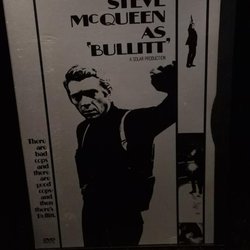 STEVE
McQUEEN
AS
'BULLITT'
A SOLAR PRODUCTION
There
are
bad
cops
and
there
are
good
cops—
and
then
there's
Bullitt.
DVD